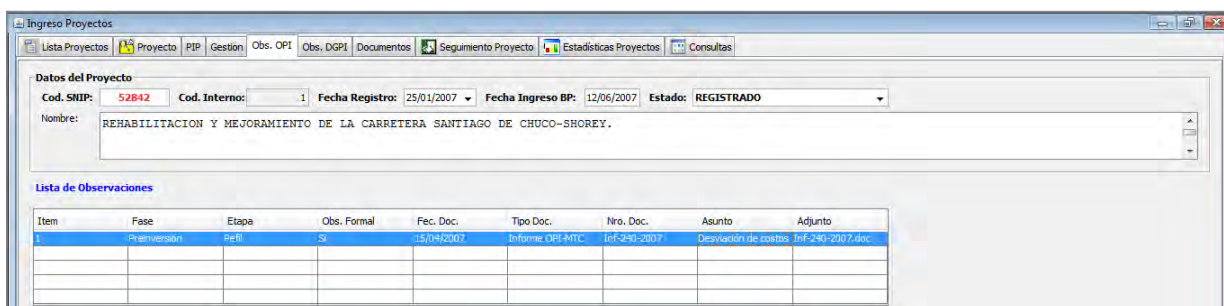 Ingreso Proyectos
Lista Proyectos Proyecto PIP Gestion Obs. OPI Obs. DGPI Documentos Seguimiento Proyecto Estadísticas Proyectos Consultas
Datos del Proyecto
Cod. SNIP: 52842 Cod. Interno: 1 Fecha Registro: 25/01/2007 Fecha Ingreso BP: 12/06/2007 Estado: REGISTRADO
Nombre: REHABILITACION Y MEJORAMIENTO DE LA CARRETERA SANTIAGO DE CHUCO-SHOREY.
Lista de Observaciones
Item Fase Etapa Obs. Formal Fec. Doc. Tipo Doc. Nro. Doc. Asunto Adjunto
1 Preinversión Pefil Si 15/04/2007 Informe OPI-MTC Inf-240-2007 Desviación de costos Inf-240-2007.doc